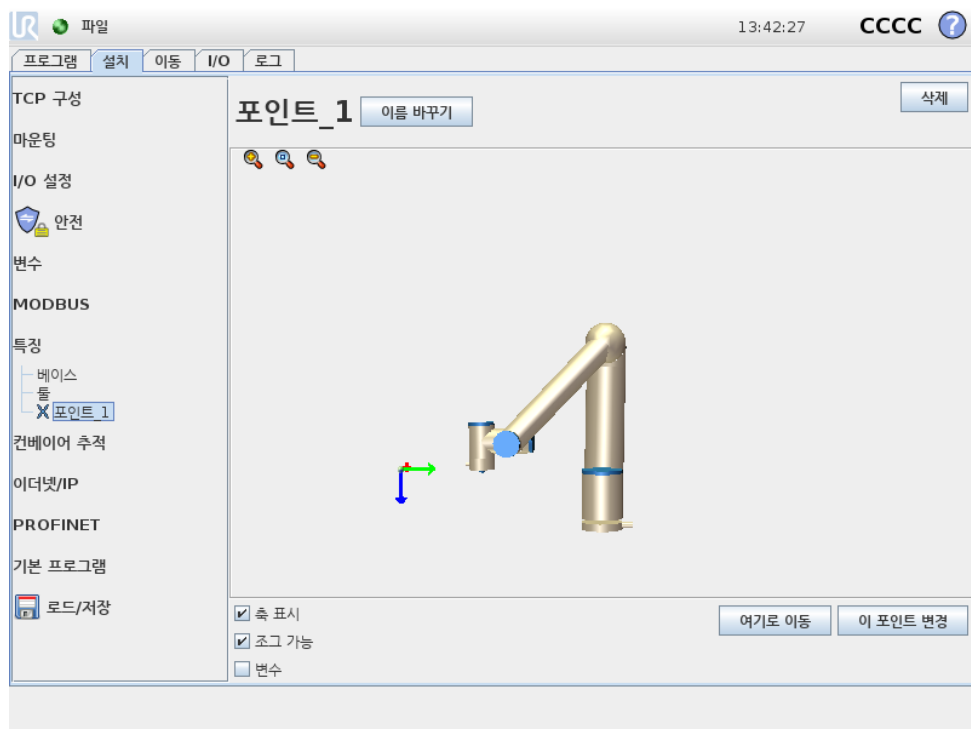 UR 파일 13:42:27 CCCC ?
프로그램 설치 이동 I/O 로그
TCP 구성
마운팅
I/O 설정
안전
변수
MODBUS
특징
베이스
툴
포인트_1
컨베이어 추적
이더넷/IP
PROFINET
기본 프로그램
로드/저장
포인트_1 이름 바꾸기 삭제
축 표시
조그 가능
변수
여기로 이동 이 포인트 변경